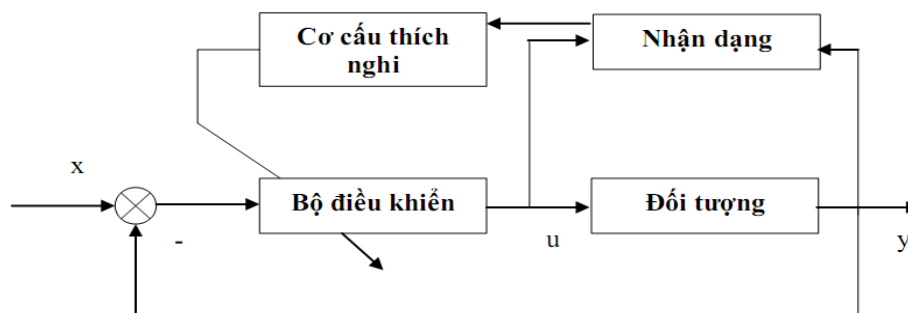 Cơ cấu thích
nghi
Nhận dạng
x
Bộ điều khiển
Đối tượng
-
u
y